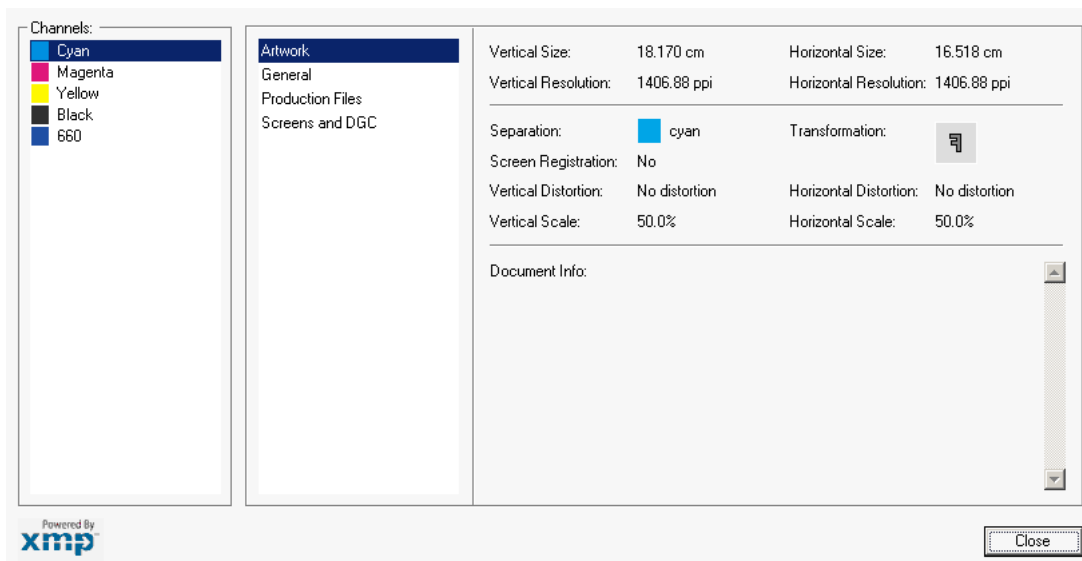 Channels:
Cyan
Magenta
Yellow
Black
660
Artwork
General
Production Files
Screens and DGC
Vertical Size: 18.170 cm Horizontal Size: 16.518 cm
Vertical Resolution: 1406.88 ppi Horizontal Resolution: 1406.88 ppi
Separation: cyan Transformation:
Screen Registration: No
Vertical Distortion: No distortion Horizontal Distortion: No distortion
Vertical Scale: 50.0% Horizontal Scale: 50.0%
Document Info:
Powered By
xmp
Close